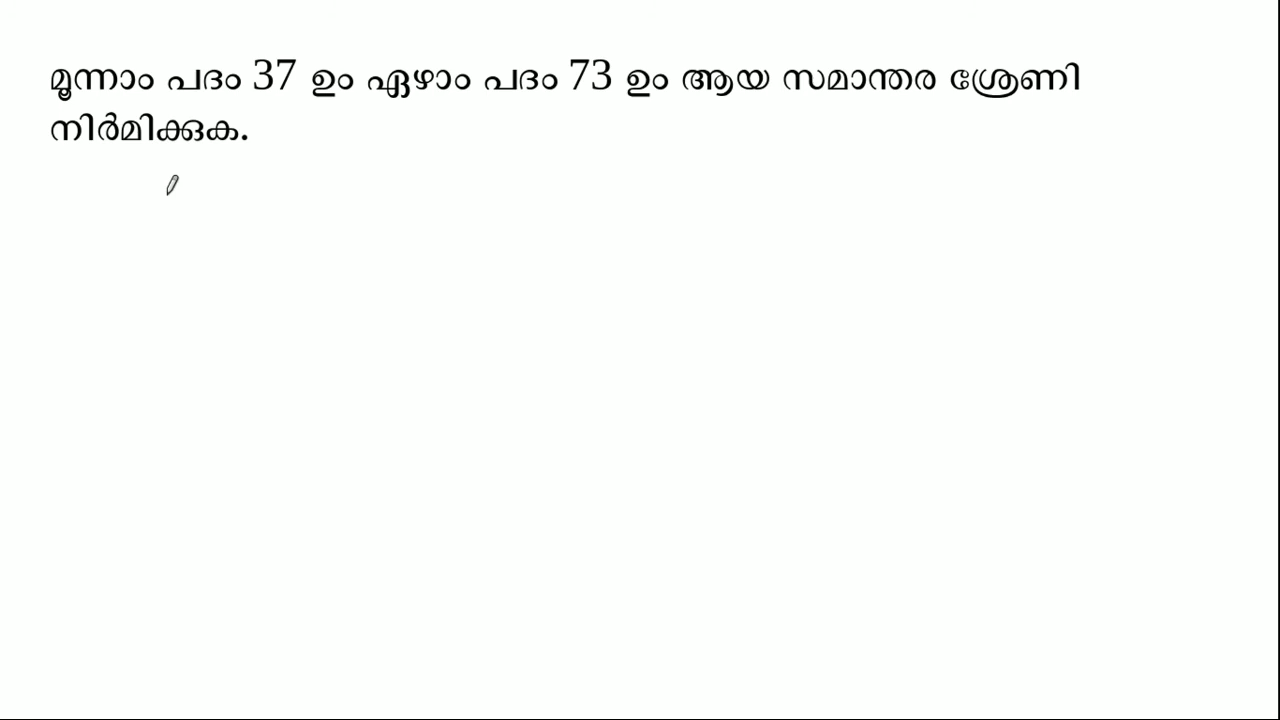 മൂന്നാം പദം 37 ഉം ഏഴാം പദം 73 ഉം ആയ സമാന്തര ശ്രേണി
നിർമിക്കുക.